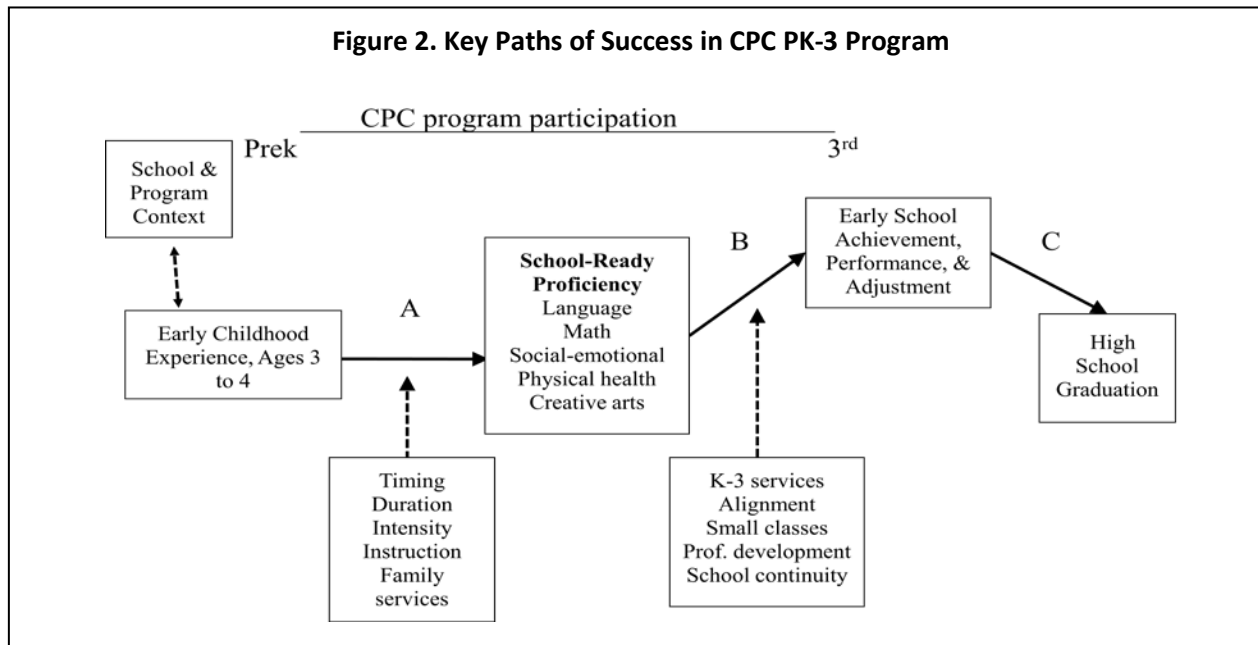 Figure 2. Key Paths of Success in CPC PK-3 Program
CPC program participation
Prek
3rd
School &
Program
Context
Early Childhood
Experience, Ages 3
to 4
A
School-Ready
Proficiency
Language
Math
Social-emotional
Physical health
Creative arts
B
Early School
Achievement,
Performance, &
Adjustment
C
High
School
Graduation
Timing
Duration
Intensity
Instruction
Family
services
K-3 services
Alignment
Small classes
Prof. development
School continuity